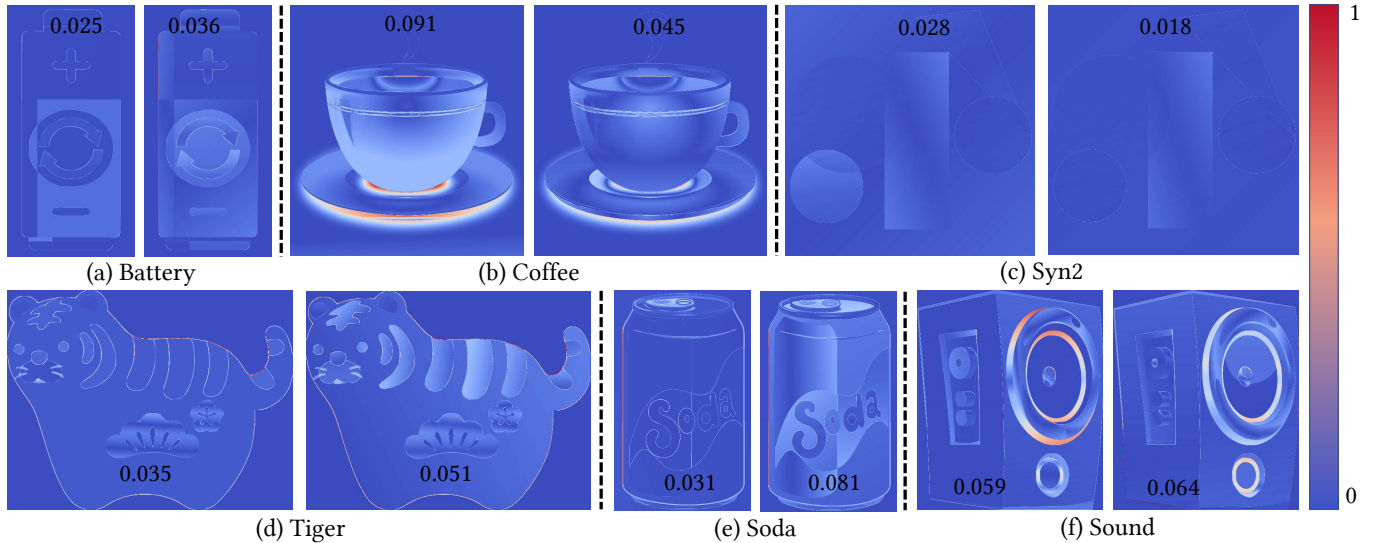 0.025
0.036
0.091
0.045
0.028
0.018
1
(a) Battery
(b) Coffee
(c) Syn2
0.035
0.051
Soda
0.031
Soda
0.081
0.059
0.064
0
(d) Tiger
(e) Soda
(f) Sound